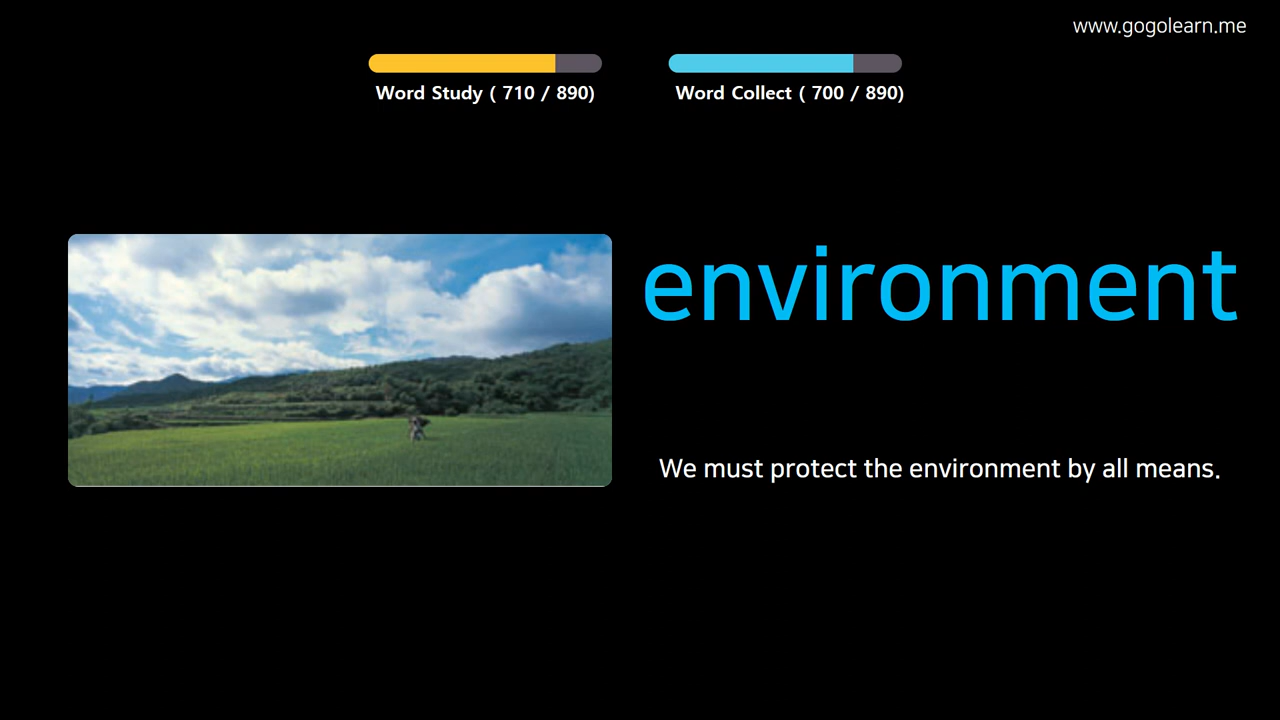 www.gogolearn.me
Word Study ( 710 / 890)
Word Collect ( 700 / 890)
environment
We must protect the environment by all means.